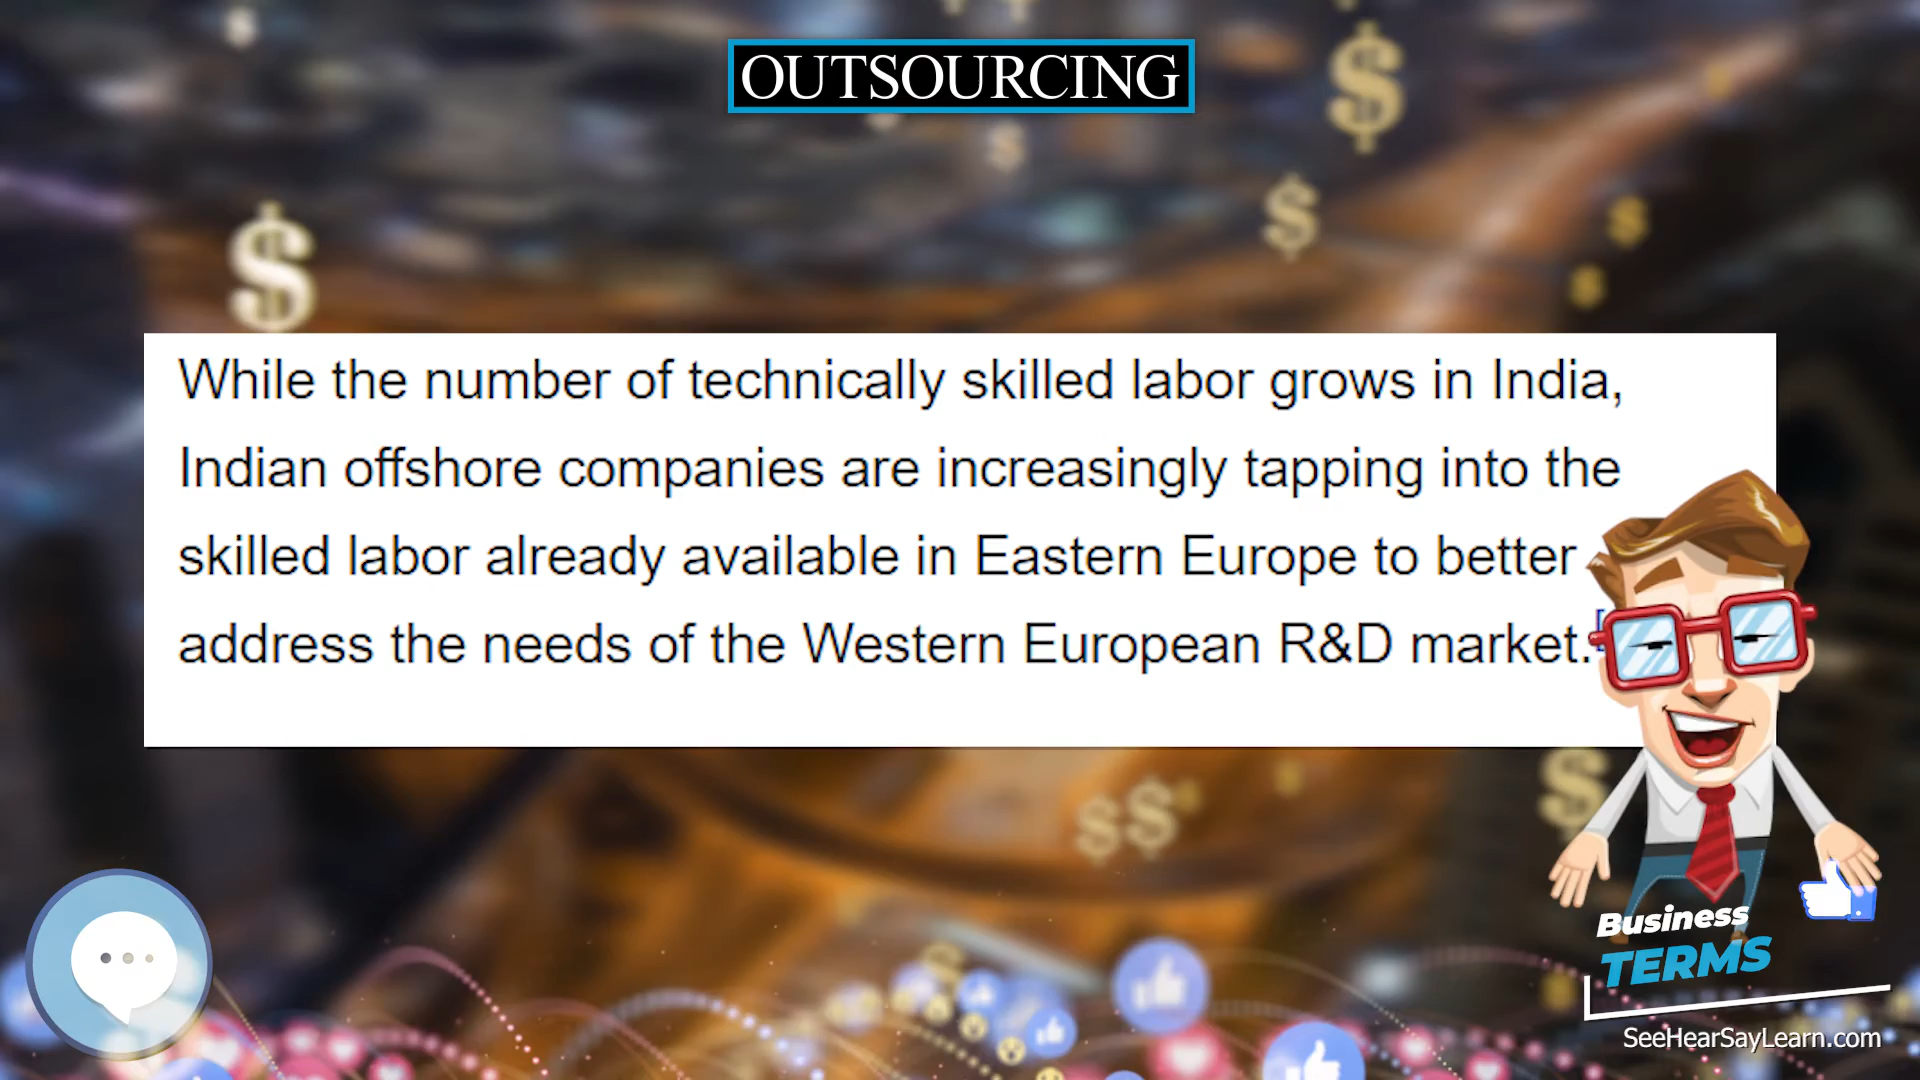 OUTSOURCING
While the number of technically skilled labor grows in India,
Indian offshore companies are increasingly tapping into the
skilled labor already available in Eastern Europe to better
address the needs of the Western European R&D market.[
Business
TERMS
SeeHearSayLearn.com